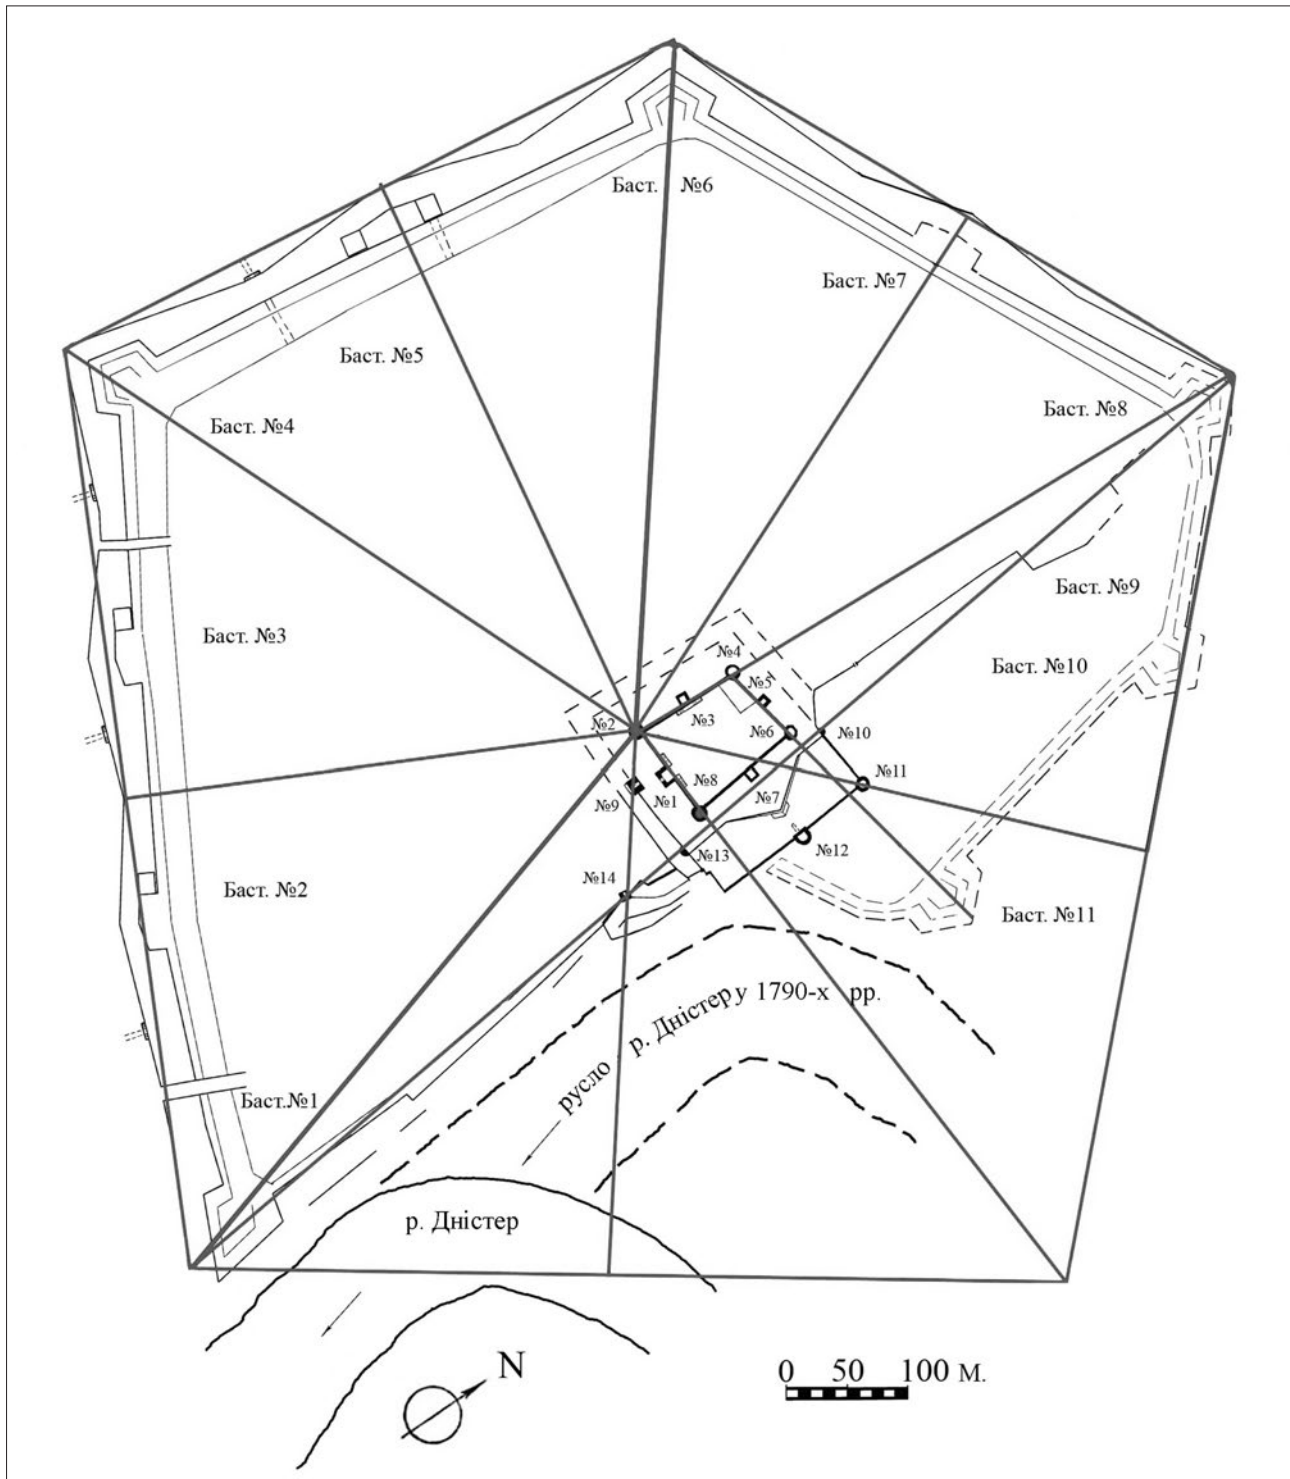 Баст. №6
Баст. №7
Баст. №5
Баст. №8
Баст. №4
Баст. №9
Баст. №3
Баст. №10
№4
№5
№2
№3
№6
№10
№8
№11
№9
№1
№7
№12
№13
№14
Баст. №2
Баст. №11
русло р. Дністер у 1790-х рр.
Баст.№1
р. Дністер
N
0 50 100 М.